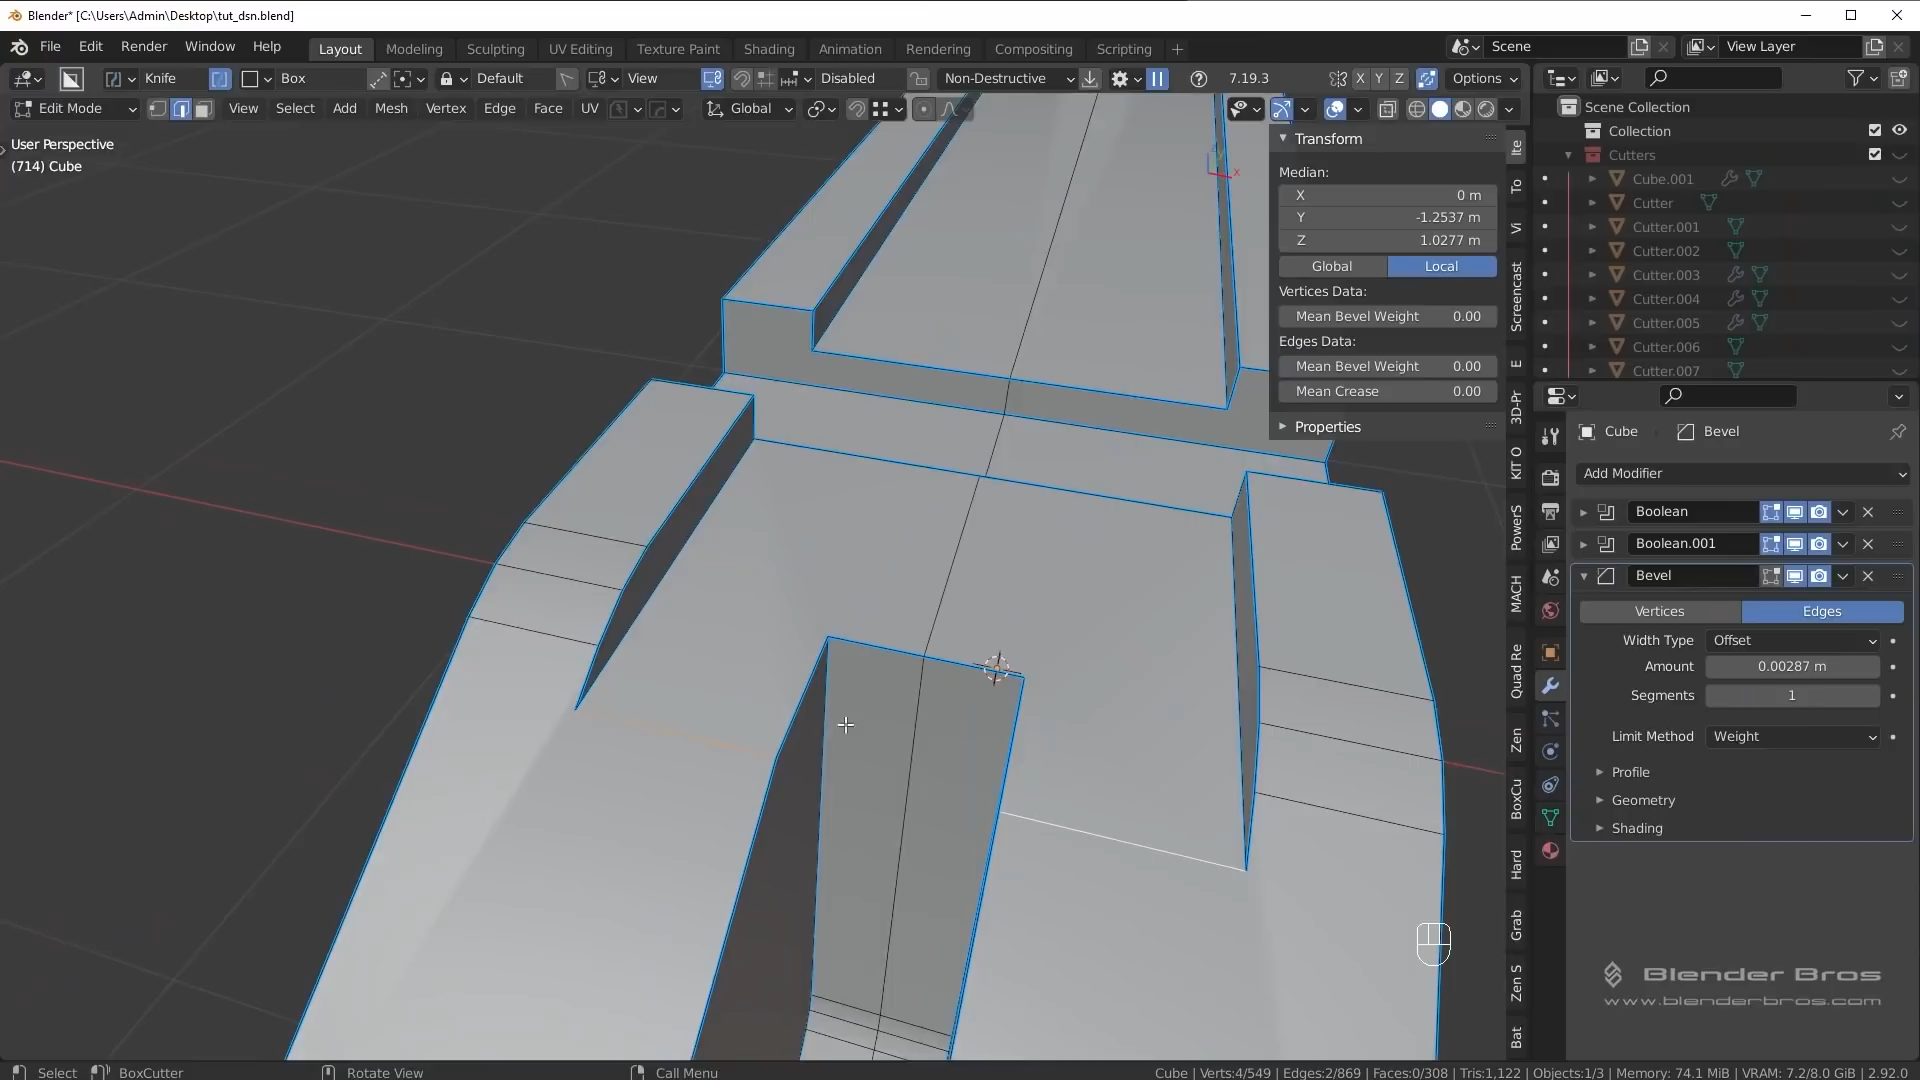 Blender* [C:\Users\Admin\Desktop\tut_dsn.blend]
File Edit Render Window Help
Layout Modeling Sculpting UV Editing Texture Paint Shading Animation Rendering Compositing Scripting +
Scene
View Layer
Knife Box Default View Disabled Non-Destructive 7.19.3 X Y Z Options
Edit Mode View Select Add Mesh Vertex Edge Face UV Global
User Perspective
(714) Cube
Transform
Median:
X 0 m
Y -1.2537 m
Z 1.0277 m
Global Local
Vertices Data:
Mean Bevel Weight 0.00
Edges Data:
Mean Bevel Weight 0.00
Mean Crease 0.00
Properties
Ite
To
Vi
Screencast
E
3D-Pr
KIT O
PowerS
MACH
Quad Re
Zen
BoxCu
Hard
Grab
Zen S
Bat
Scene Collection
Collection
Cutters
Cube.001
Cutter
Cutter.001
Cutter.002
Cutter.003
Cutter.004
Cutter.005
Cutter.006
Cutter.007
Cube Bevel
Add Modifier
Boolean
Boolean.001
Bevel
Vertices Edges
Width Type Offset
Amount 0.00287 m
Segments 1
Limit Method Weight
Profile
Geometry
Shading
Blender Bros
www.blenderbros.com
Select BoxCutter Rotate View Call Menu
Cube | Verts:4/549 | Edges:2/869 | Faces:0/308 | Tris:1,122 | Objects:1/3 | Memory: 74.1 MiB | VRAM: 7.2/8.0 GiB | 2.92.0